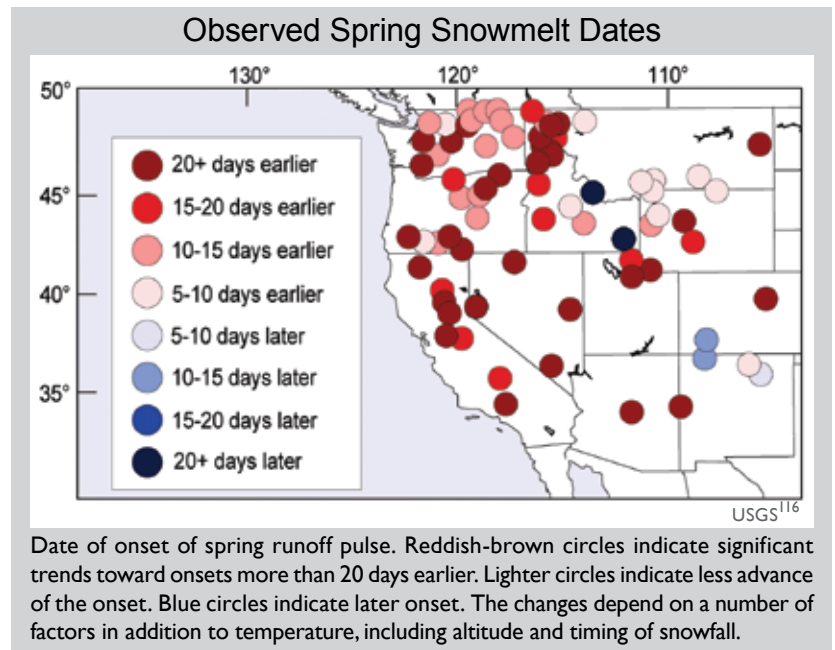 Observed Spring Snowmelt Dates
50°
130°
120°
110°
45°
40°
35°
20+ days earlier
15-20 days earlier
10-15 days earlier
5-10 days earlier
5-10 days later
10-15 days later
15-20 days later
20+ days later
USGS116
Date of onset of spring runoff pulse. Reddish-brown circles indicate significant
trends toward onsets more than 20 days earlier. Lighter circles indicate less advance
of the onset. Blue circles indicate later onset. The changes depend on a number of
factors in addition to temperature, including altitude and timing of snowfall.